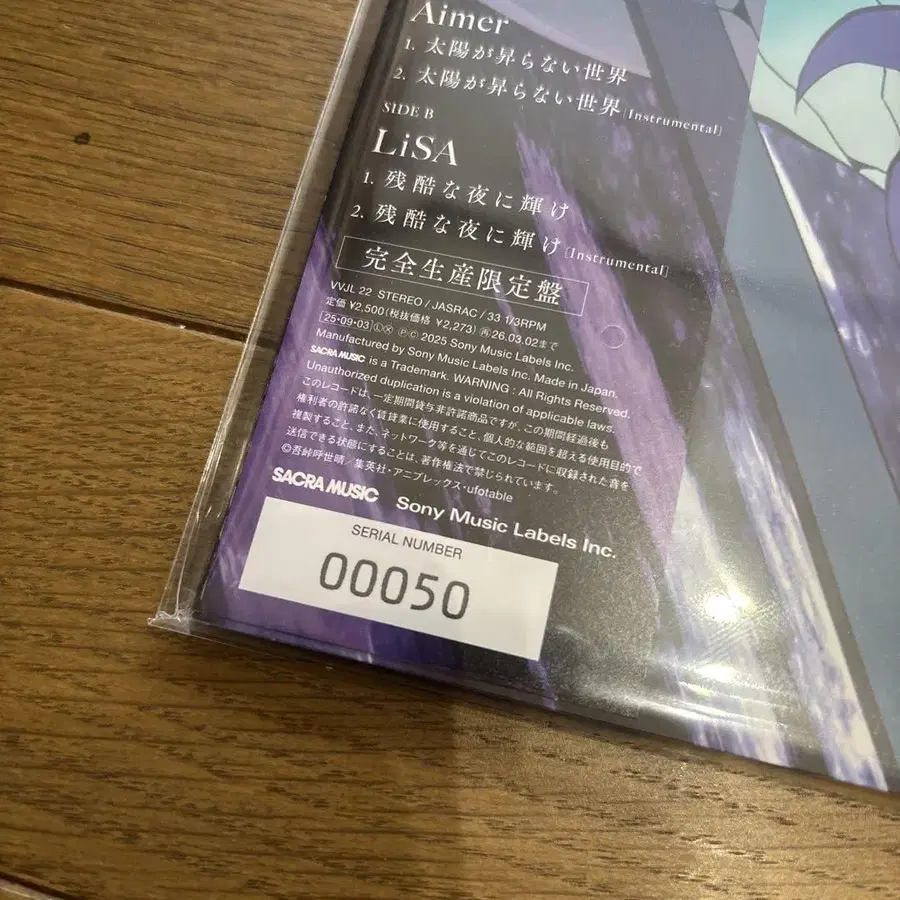 Aimer
1. 太陽が昇らない世界
2. 太陽が昇らない世界 [Instrumental]
SIDE B
LiSA
1. 残酷な夜に輝け
2. 残酷な夜に輝け [Instrumental]
完全生産限定盤
VVJL 22 STEREO / JASRAC / 33 1/3RPM
定価 ¥2,500(税抜価格 ¥2,273) Ⓡ26.03.02まで
[25・09・03] Ⓛ Ⓧ ℗© 2025 Sony Music Labels Inc.
Manufactured by Sony Music Labels Inc. Made in Japan.
SACRA MUSIC is a Trademark. WARNING : All Rights Reserved.
Unauthorized duplication is a violation of applicable laws.
このレコードは、一定期間貸与非許諾商品ですが、この期間経過後も
権利者の許諾なく賃貸業に使用すること、個人的な範囲を超える使用目的で
複製すること、また、ネットワーク等を通じてこのレコードに収録された音を
送信できる状態にすることは、著作権法で禁じられています。
©吾峠呼世晴／集英社・アニプレックス・ufotable
SACRA MUSIC Sony Music Labels Inc.
SERIAL NUMBER
00050